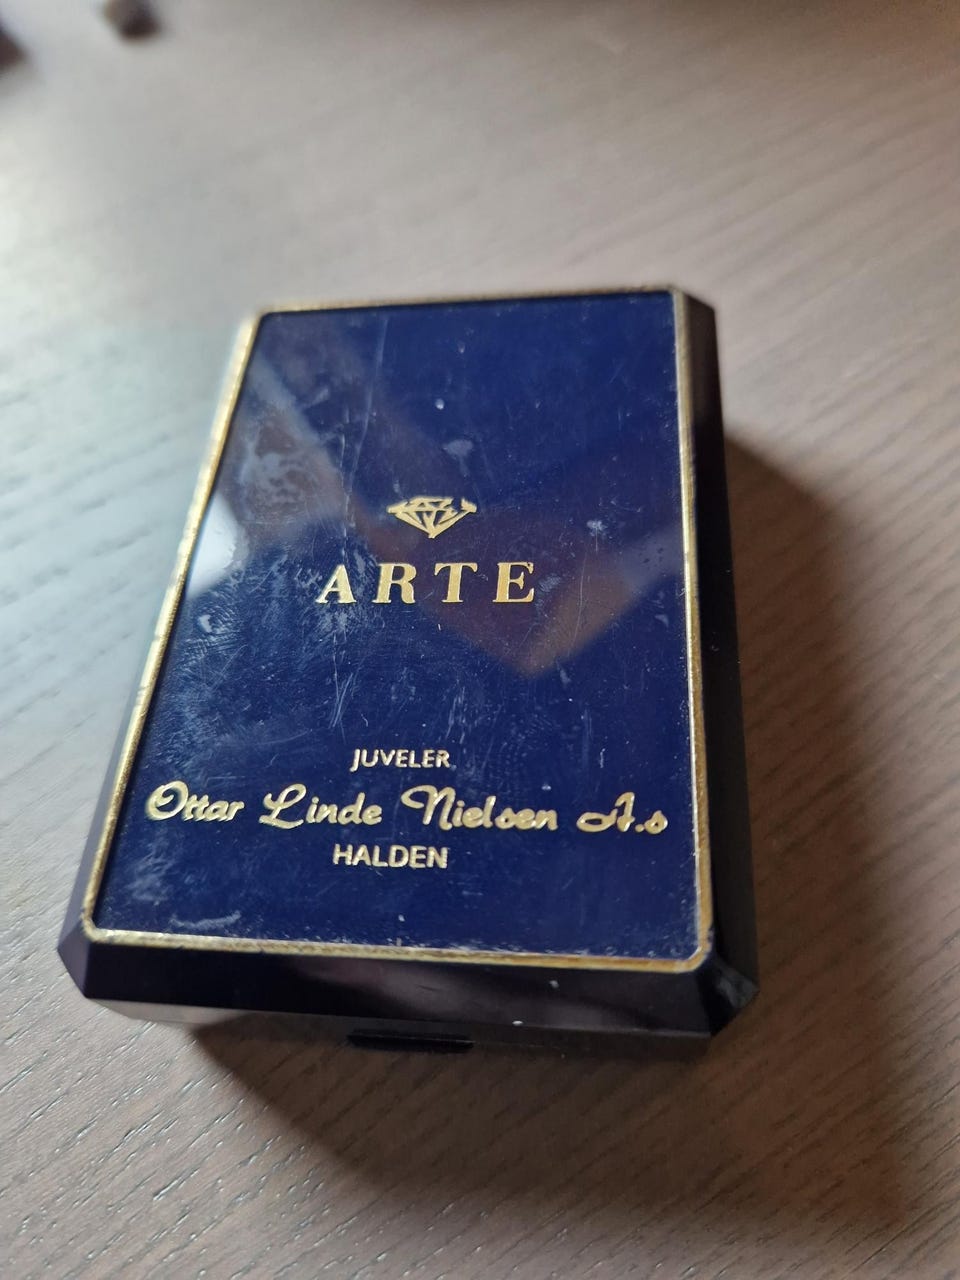 ARTE
JUVELER
Ottar Linde Nielsen A.s
HALDEN